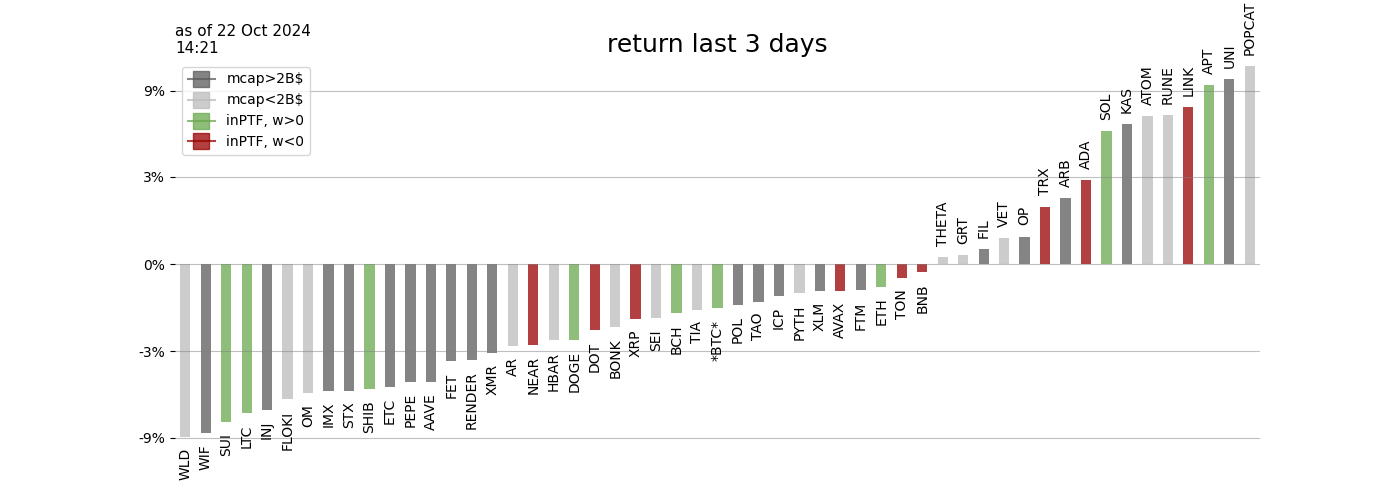 as of 22 Oct 2024
14:21
return last 3 days
mcap>2B$
mcap<2B$
inPTF, w>0
inPTF, w<0
9%
3%
0%
-3%
-9%
WLD
WIF
SUI
LTC
INJ
FLOKI
OM
IMX
STX
SHIB
ETC
PEPE
AAVE
FET
RENDER
XMR
AR
NEAR
HBAR
DOGE
DOT
BONK
XRP
SEI
BCH
TIA
*BTC*
POL
TAO
ICP
PYTH
XLM
AVAX
FTM
ETH
TON
BNB
THETA
GRT
FIL
VET
OP
TRX
ARB
ADA
SOL
KAS
ATOM
RUNE
LINK
APT
UNI
POPCAT